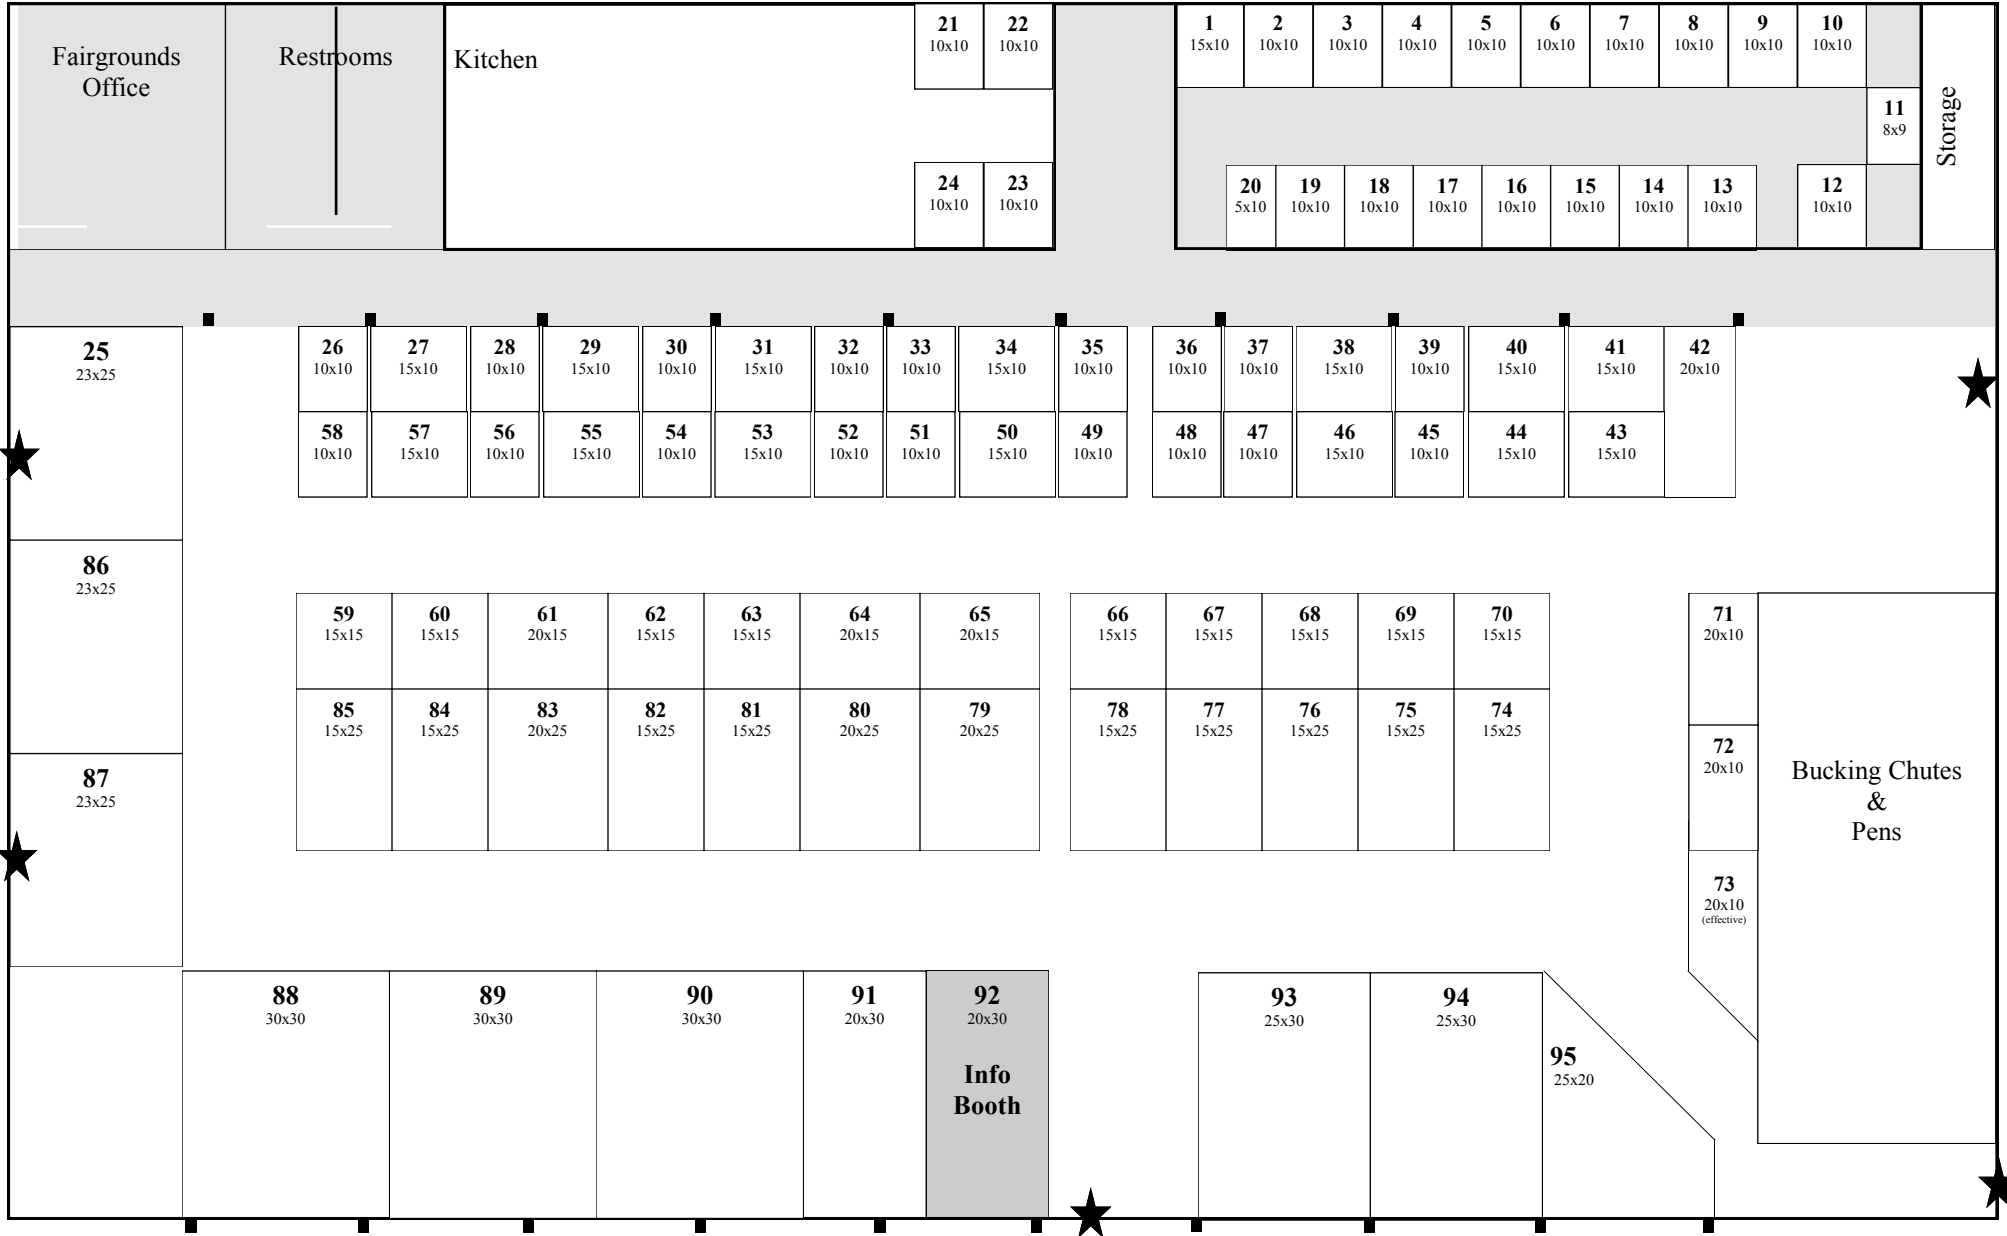 Fairgrounds
Office
Restrooms
Kitchen
21
10x10
22
10x10
24
10x10
23
10x10
1
15x10
2
10x10
3
10x10
4
10x10
5
10x10
6
10x10
7
10x10
8
10x10
9
10x10
10
10x10
11
8x9
Storage
20
5x10
19
10x10
18
10x10
17
10x10
16
10x10
15
10x10
14
10x10
13
10x10
12
10x10
25
23x25
26
10x10
27
15x10
28
10x10
29
15x10
30
10x10
31
15x10
32
10x10
33
10x10
34
15x10
35
10x10
36
10x10
37
10x10
38
15x10
39
10x10
40
15x10
41
15x10
42
20x10
58
10x10
57
15x10
56
10x10
55
15x10
54
10x10
53
15x10
52
10x10
51
10x10
50
15x10
49
10x10
48
10x10
47
10x10
46
15x10
45
10x10
44
15x10
43
15x10
86
23x25
59
15x15
60
15x15
61
20x15
62
15x15
63
15x15
64
20x15
65
20x15
66
15x15
67
15x15
68
15x15
69
15x15
70
15x15
71
20x10
85
15x25
84
15x25
83
20x25
82
15x25
81
15x25
80
20x25
79
20x25
78
15x25
77
15x25
76
15x25
75
15x25
74
15x25
72
20x10
87
23x25
Bucking Chutes
&
Pens
73
20x10
(effective)
88
30x30
89
30x30
90
30x30
91
20x30
92
20x30
Info
Booth
93
25x30
94
25x30
95
25x20